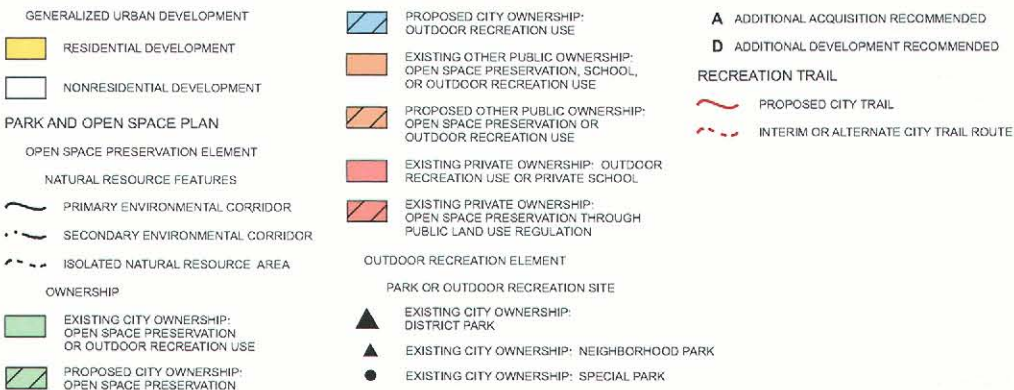 GENERALIZED URBAN DEVELOPMENT
RESIDENTIAL DEVELOPMENT
NONRESIDENTIAL DEVELOPMENT
PARK AND OPEN SPACE PLAN
OPEN SPACE PRESERVATION ELEMENT
NATURAL RESOURCE FEATURES
PRIMARY ENVIRONMENTAL CORRIDOR
SECONDARY ENVIRONMENTAL CORRIDOR
ISOLATED NATURAL RESOURCE AREA
OWNERSHIP
EXISTING CITY OWNERSHIP:
OPEN SPACE PRESERVATION
OR OUTDOOR RECREATION USE
PROPOSED CITY OWNERSHIP:
OPEN SPACE PRESERVATION
PROPOSED CITY OWNERSHIP:
OUTDOOR RECREATION USE
EXISTING OTHER PUBLIC OWNERSHIP:
OPEN SPACE PRESERVATION, SCHOOL,
OR OUTDOOR RECREATION USE
PROPOSED OTHER PUBLIC OWNERSHIP:
OPEN SPACE PRESERVATION OR
OUTDOOR RECREATION USE
EXISTING PRIVATE OWNERSHIP: OUTDOOR
RECREATION USE OR PRIVATE SCHOOL
EXISTING PRIVATE OWNERSHIP:
OPEN SPACE PRESERVATION THROUGH
PUBLIC LAND USE REGULATION
OUTDOOR RECREATION ELEMENT
PARK OR OUTDOOR RECREATION SITE
EXISTING CITY OWNERSHIP:
DISTRICT PARK
EXISTING CITY OWNERSHIP: NEIGHBORHOOD PARK
EXISTING CITY OWNERSHIP: SPECIAL PARK
A ADDITIONAL ACQUISITION RECOMMENDED
D ADDITIONAL DEVELOPMENT RECOMMENDED
RECREATION TRAIL
PROPOSED CITY TRAIL
INTERIM OR ALTERNATE CITY TRAIL ROUTE